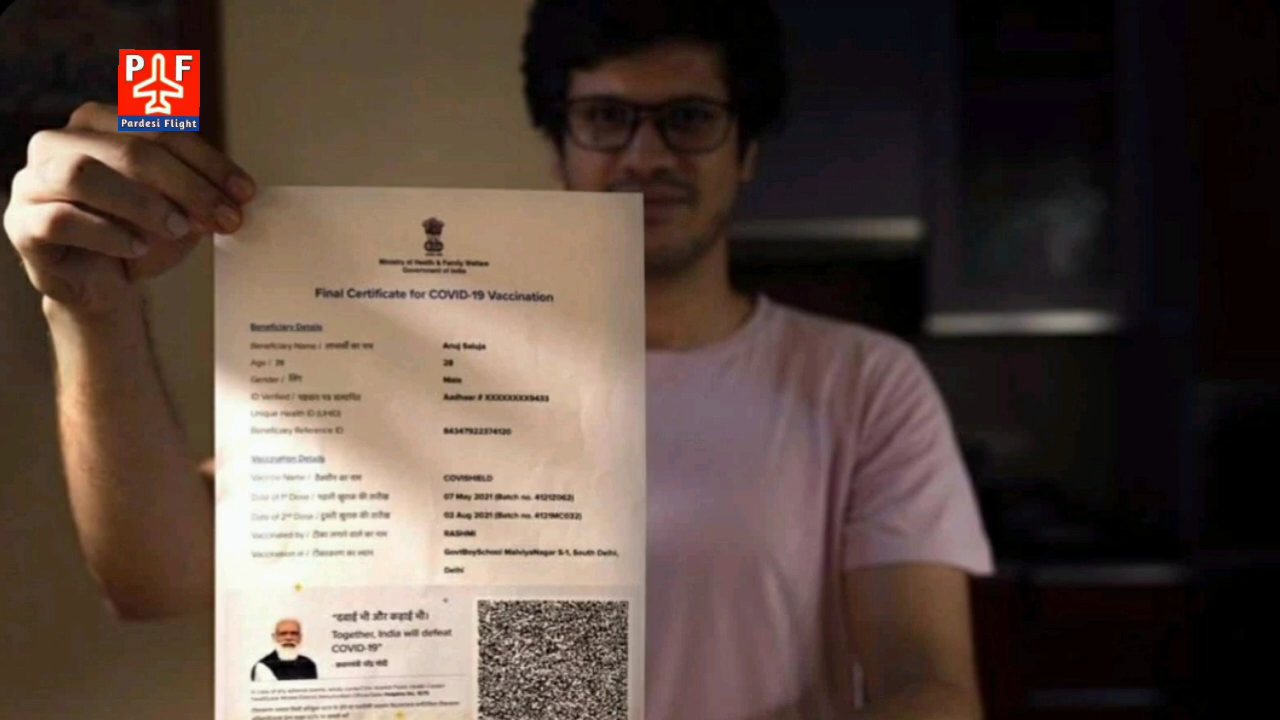 P F
Pardesi Flight
Ministry of Health & Family Welfare
Government of India
Final Certificate for COVID-19 Vaccination
Beneficiary Details
Beneficiary Name / लाभार्थी का नाम Anuj Saluja
Age / उम्र 28
Gender / लिंग Male
ID Verified / पहचान पत्र सत्यापित Aadhaar # XXXXXXXX9433
Unique Health ID (UHID)
Beneficiary Reference ID 84347922374120
Vaccination Details
Vaccine Name / वैक्सीन का नाम COVISHIELD
Date of 1st Dose / पहली खुराक की तारीख 07 May 2021 (Batch no. 4121Z062)
Date of 2nd Dose / दूसरी खुराक की तारीख 02 Aug 2021 (Batch no. 4121MC032)
Vaccinated by / टीका लगाने वाले का नाम RASHMI
Vaccination at / टीकाकरण का स्थान GovtBoySchool MalviyaNagar S-1, South Delhi,
Delhi
"दवाई भी और कड़ाई भी।
Together, India will defeat
COVID-19"